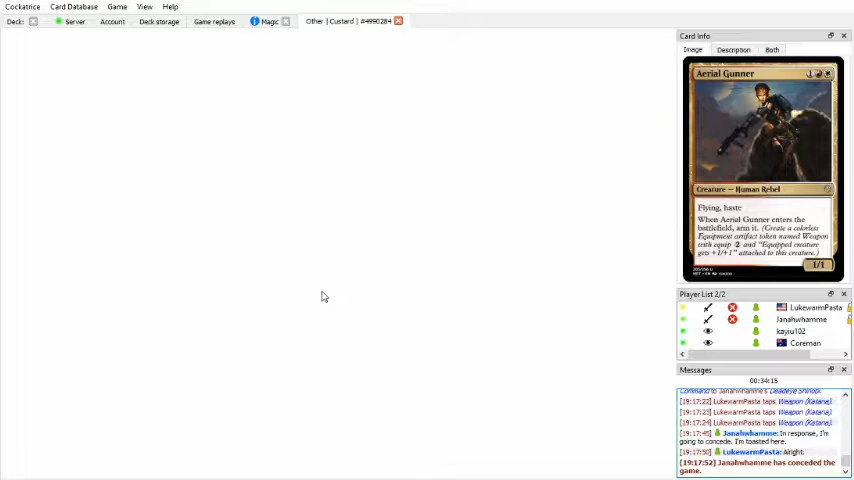 Cockatrice Card Database Game View Help
Deck: Server Account Deck storage Game replays Magic Other | Custard | #4990284
Card Info
Image Description Both
Aerial Gunner
Creature — Human Rebel
Flying, haste
When Aerial Gunner enters the
battlefield, arm it. (Create a colorless
Equipment artifact token named Weapon
with equip 2 and "Equipped creature
gets +1/+1" attached to this creature.)
1/1
Player List 2/2
LukewarmPasta
Janahwhamme
kayiu102
Coreman
Messages
00:34:15
Command to Janahwhamme's Deadeye Shinobi.
[19:17:22] LukewarmPasta taps Weapon (Katana).
[19:17:23] LukewarmPasta taps Weapon (Katana).
[19:17:24] LukewarmPasta taps Weapon (Katana).
[19:17:45] Janahwhamme: In response, I'm
going to concede. I'm toasted here.
[19:17:50] LukewarmPasta: Alright.
[19:17:52] Janahwhamme has conceded the
game.